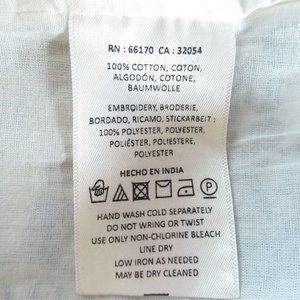 RN : 66170 CA : 32054
100% COTTON, COTON,
ALGODÓN, COTONE,
BAUMWOLLE
EMBROIDERY, BRODERIE,
BORDADO, RICAMO, STICKARBEIT :
100% POLYESTER, POLYESTER,
POLIÉSTER, POLIESTERE,
POLYESTER
HECHO EN INDIA
P
HAND WASH COLD SEPARATELY
DO NOT WRING OR TWIST
USE ONLY NON-CHLORINE BLEACH
LINE DRY
LOW IRON AS NEEDED
MAY BE DRY CLEANED